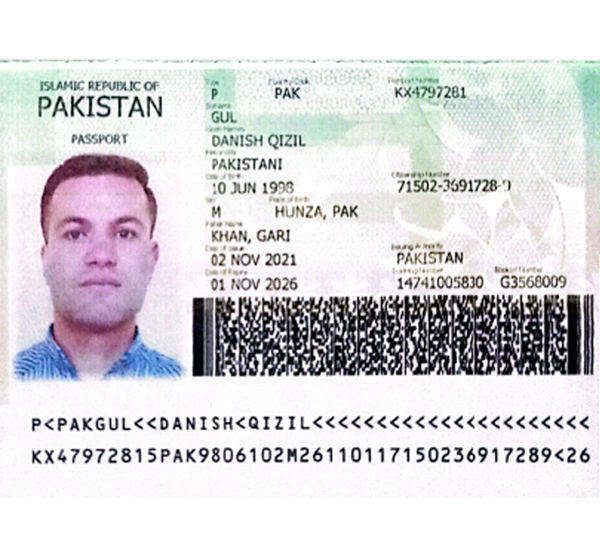 ISLAMIC REPUBLIC OF
PAKISTAN
PASSPORT
Type Country Code Passport Number
P PAK KX4797281
Surname
GUL
Given Names
DANISH QIZIL
Nationality
PAKISTANI
Date of Birth Citizenship Number
10 JUN 1998 71502-3691728-9
Sex Place of Birth
M HUNZA, PAK
Father Name
KHAN, GARI
Date of Issue Issuing Authority
02 NOV 2021 PAKISTAN
Date of Expiry Tracking Number Booklet Number
01 NOV 2026 14741005830 G3568009
P<PAKGUL<<DANISH<QIZIL<<<<<<<<<<<<<<<<<<<<<<
KX47972815PAK9806102M26110117150236917289<26